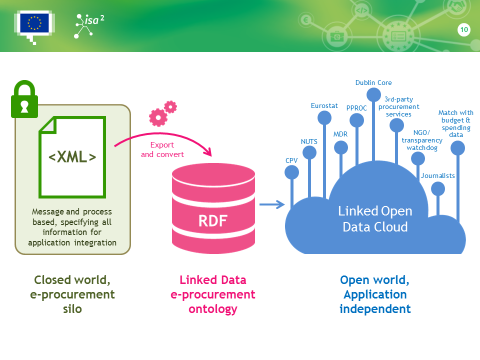 isa²
10
<XML>
Message and process
based, specifying all
information for
application integration
Closed world,
e-procurement
silo
Export
and convert
RDF
Linked Data
e-procurement
ontology
CPV
NUTS
Eurostat
MDR
PPROC
Dublin Core
3rd-party
procurement
services
NGD/
transparency
watchdog
Journalists
Match with
budget &
spending
data
Linked Open
Data Cloud
Open world,
Application
independent